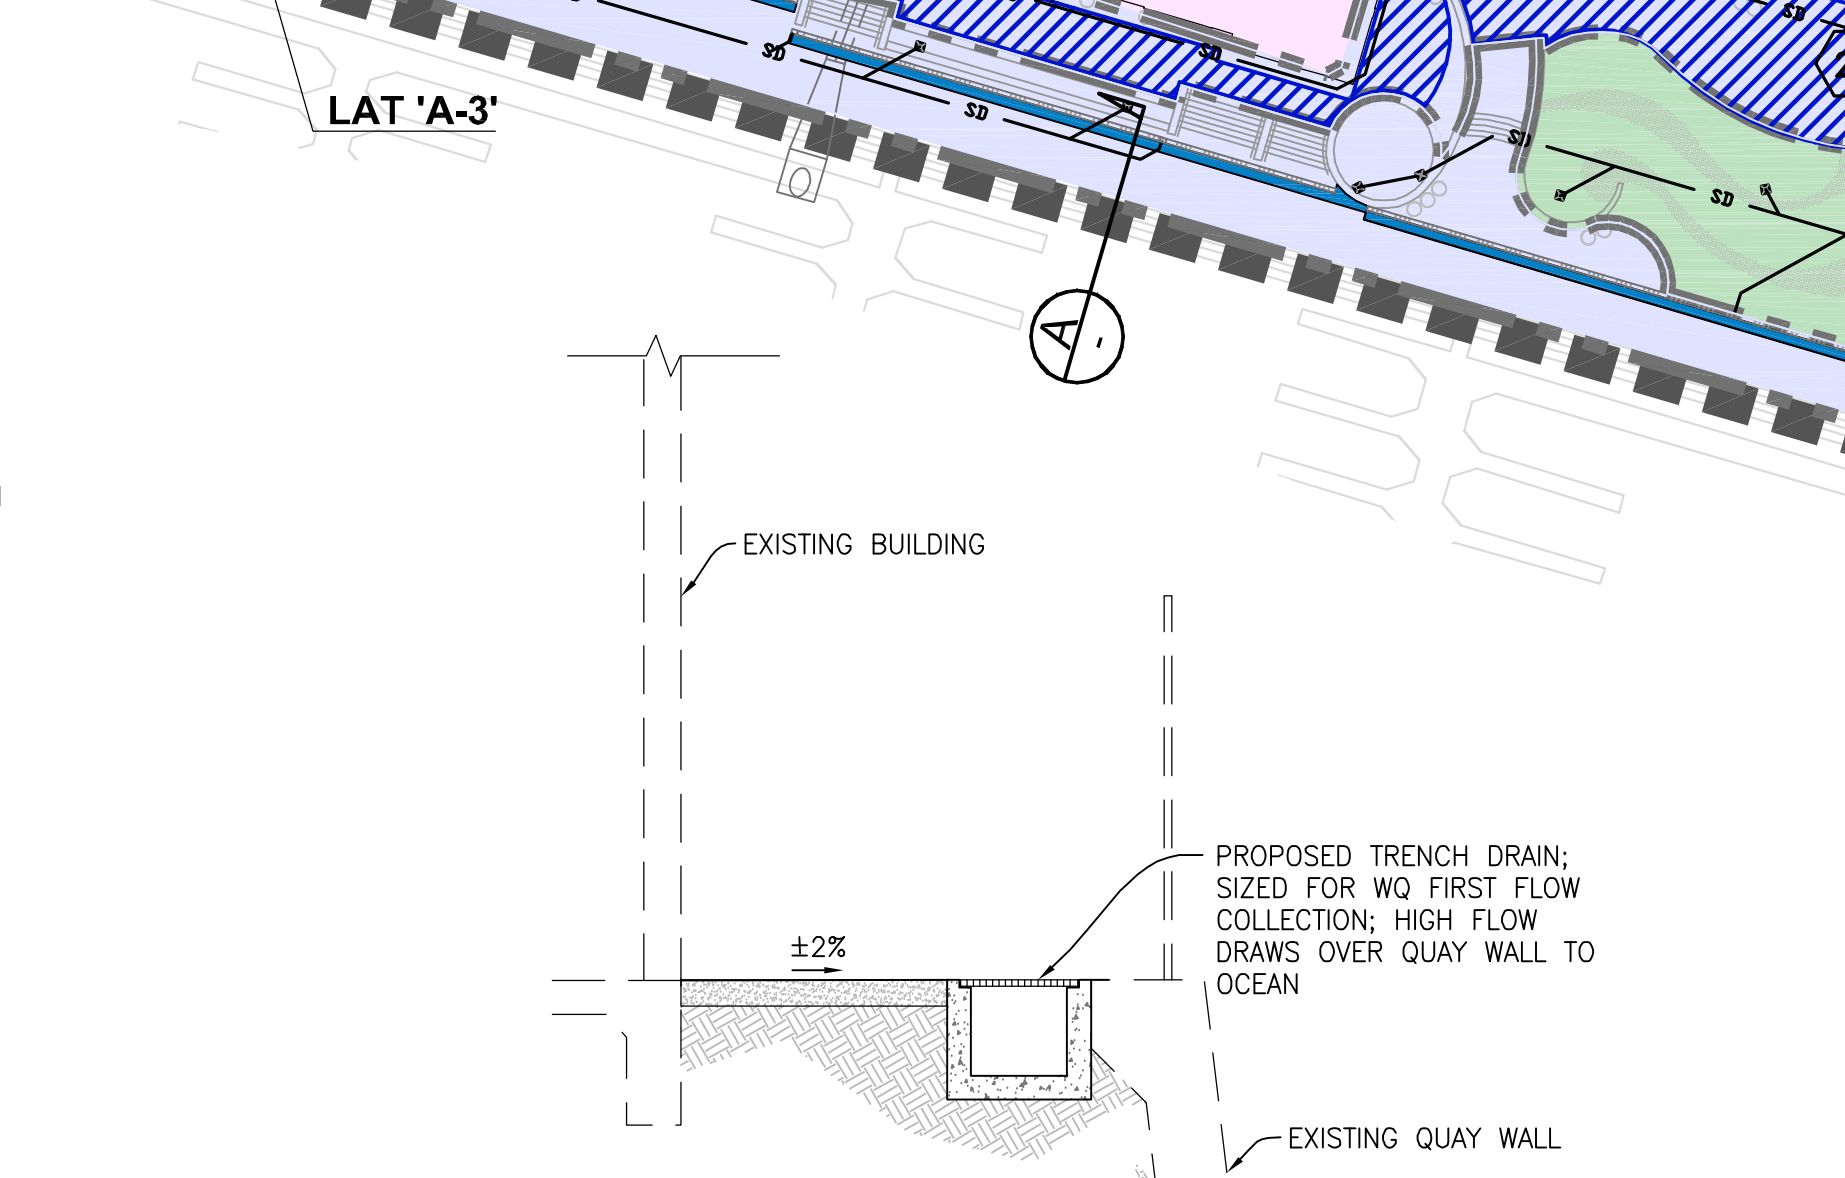 SD
SD
SD
SD
SD
SD
2
LAT 'A-3'
A
-
EXISTING BUILDING
PROPOSED TRENCH DRAIN;
SIZED FOR WQ FIRST FLOW
COLLECTION; HIGH FLOW
DRAWS OVER QUAY WALL TO
OCEAN
±2%
EXISTING QUAY WALL